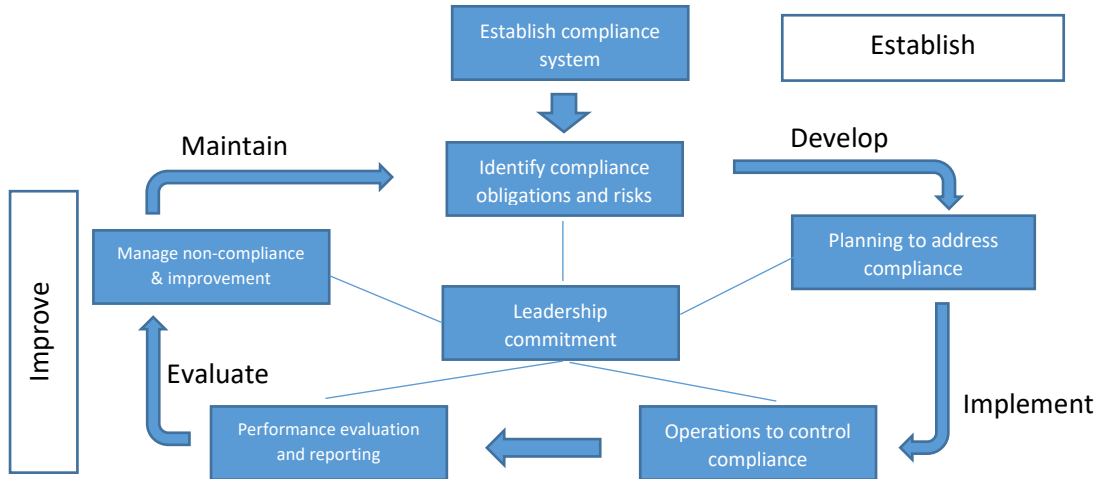 Establish compliance
system
Establish
Maintain
Develop
Identify compliance
obligations and risks
Manage non-compliance
& improvement
Planning to address
compliance
Leadership
commitment
Improve
Evaluate
Implement
Performance evaluation
and reporting
Operations to control
compliance